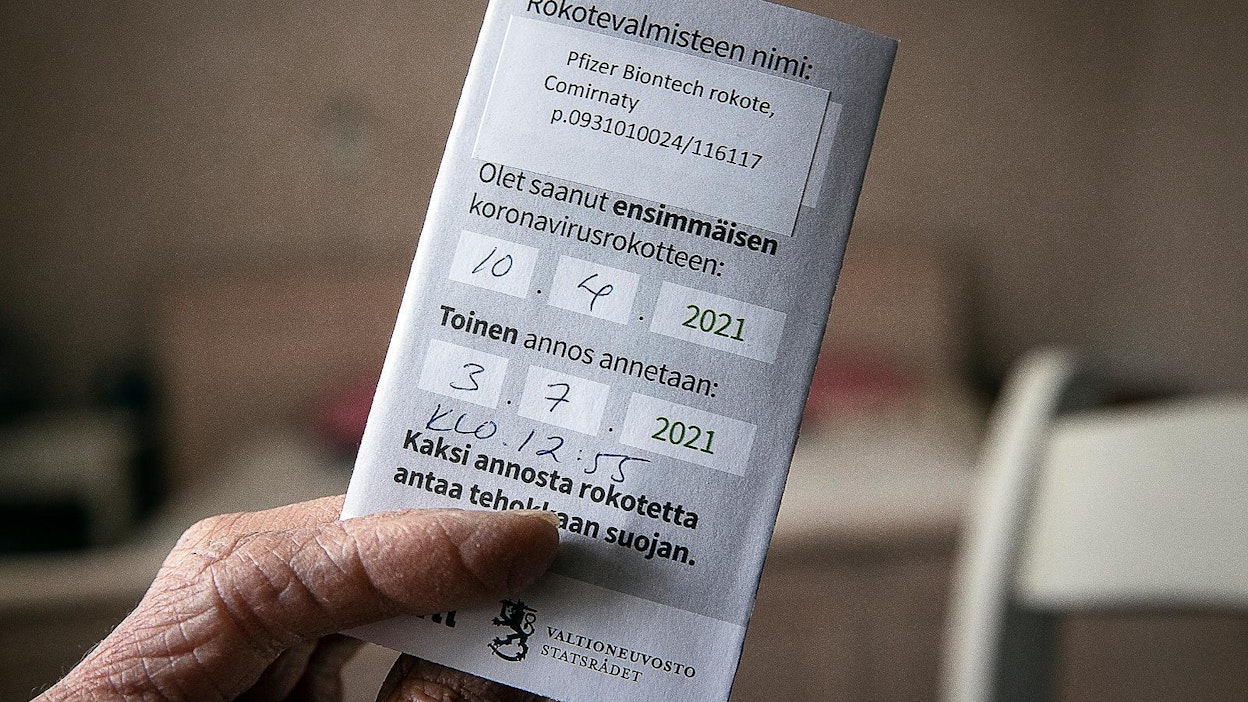 Rokotevalmisteen nimi:
Pfizer Biontech rokote,
Comirnaty
p.0931010024/116117
Olet saanut ensimmäisen
koronavirusrokotteen:
10 . 4 . 2021
Toinen annos annetaan:
3 . 7 . 2021
KLO. 12:55
Kaksi annosta rokotetta
antaa tehokkaan suojan.
VALTIONEUVOSTO
STATSRÅDET